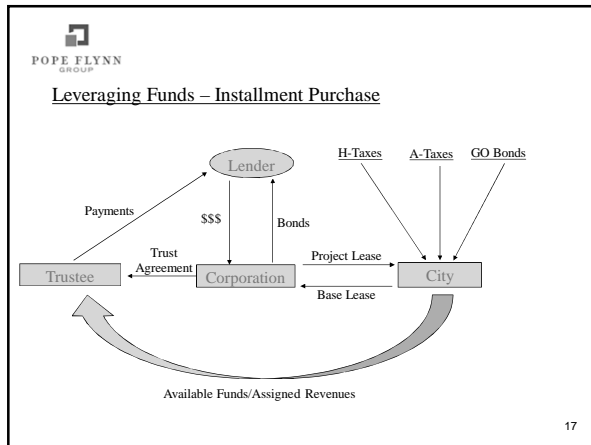 POPE FLYNN
GROUP
Leveraging Funds – Installment Purchase
H-Taxes
A-Taxes
GO Bonds
Lender
Payments
$$$
Bonds
Trust
Agreement
Project Lease
Trustee
Corporation
City
Base Lease
Available Funds/Assigned Revenues
17